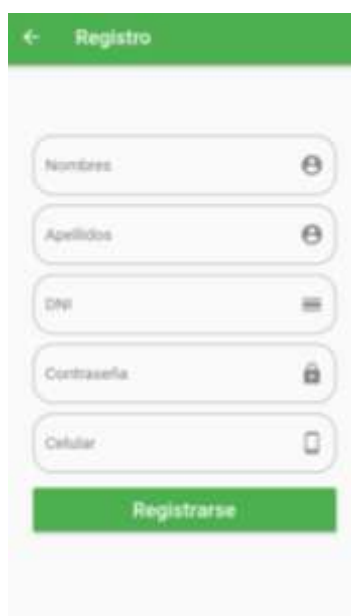 Registro
Nombres
Apellidos
DNI
Contraseña
Celular
Registrarse